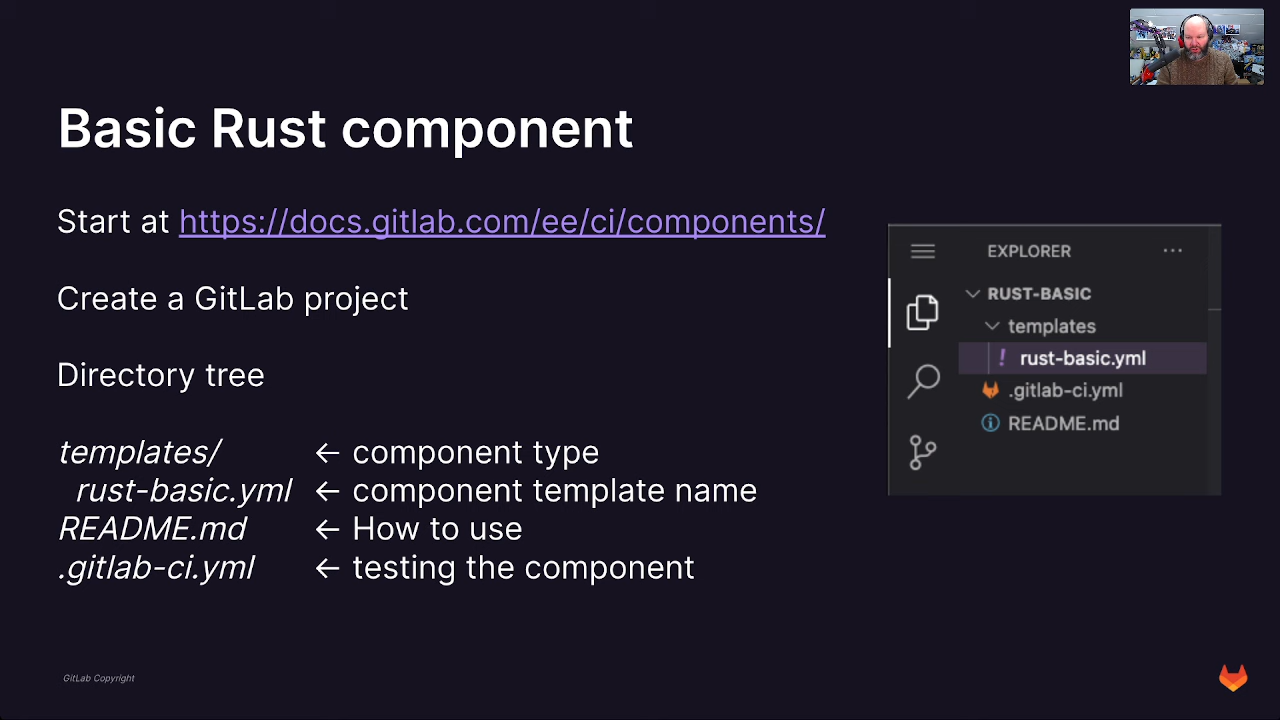 Basic Rust component
Start at https://docs.gitlab.com/ee/ci/components/
Create a GitLab project
Directory tree
templates/ ← component type
rust-basic.yml ← component template name
README.md ← How to use
.gitlab-ci.yml ← testing the component
EXPLORER ...
RUST-BASIC
templates
! rust-basic.yml
.gitlab-ci.yml
README.md
GitLab Copyright